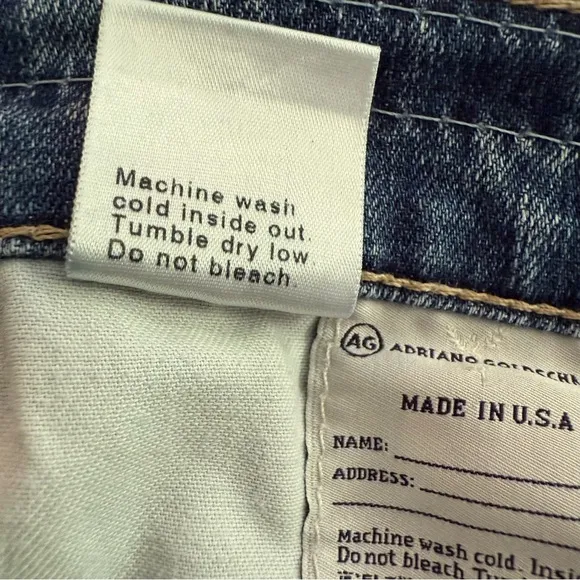 Machine wash
cold inside out.
Tumble dry low
Do not bleach.
AG ADRIANO
MADE IN U.S.A
NAME:
ADDRESS:
Machine wash cold.
Do not bleach